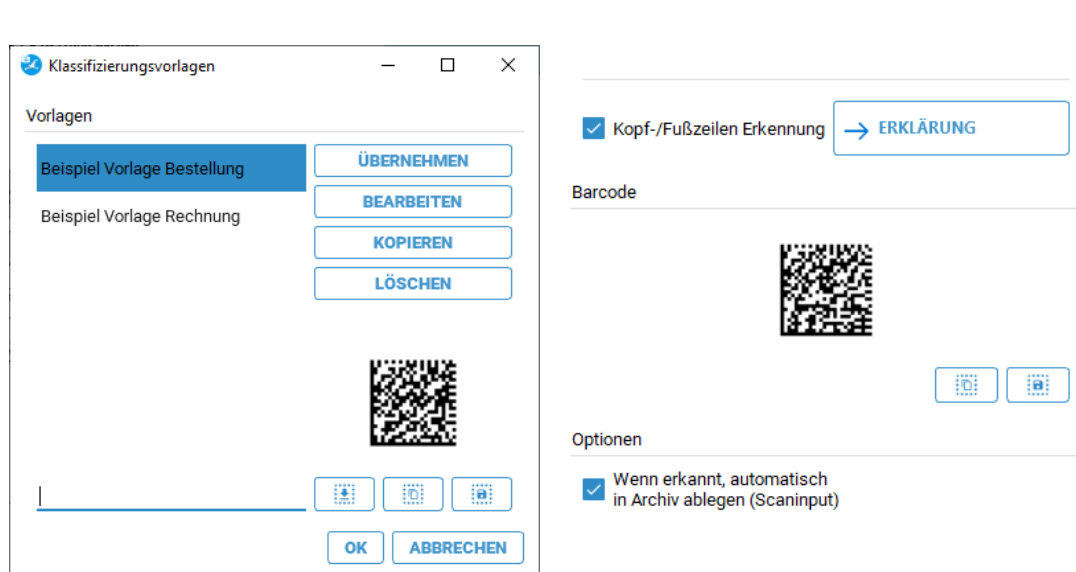 Klassifizierungsvorlagen
Vorlagen
Beispiel Vorlage Bestellung
Beispiel Vorlage Rechnung
ÜBERNEHMEN
BEARBEITEN
KOPIEREN
LÖSCHEN
OK
ABBRECHEN
Kopf-/Fußzeilen Erkennung
ERKLÄRUNG
Barcode
Optionen
Wenn erkannt, automatisch
in Archiv ablegen (Scaninput)